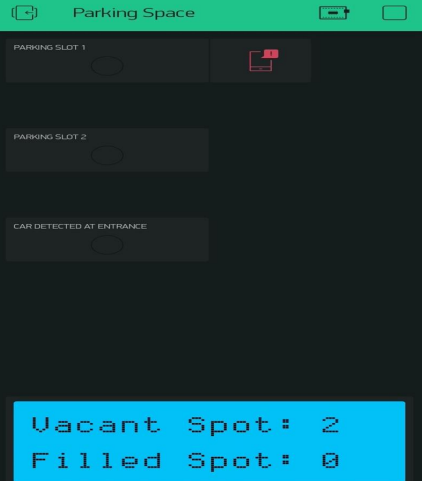 Parking Space
PARKING SLOT 1
PARKING SLOT 2
CAR DETECTED AT ENTRANCE
Vacant Spot: 2
Filled Spot: 0